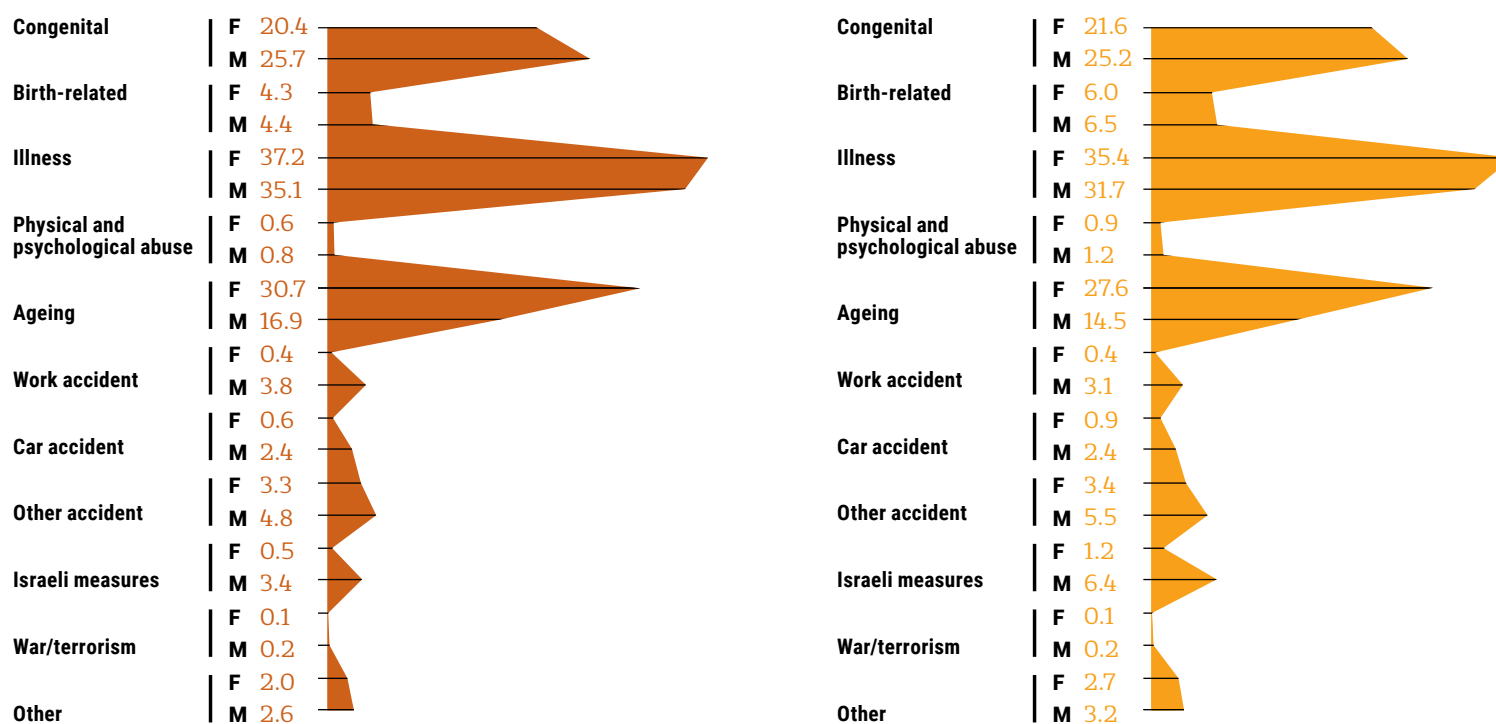 Congenital
F 20.4
M 25.7
Birth-related
F 4.3
M 4.4
Illness
F 37.2
M 35.1
Physical and
psychological abuse
F 0.6
M 0.8
Ageing
F 30.7
M 16.9
Work accident
F 0.4
M 3.8
Car accident
F 0.6
M 2.4
Other accident
F 3.3
M 4.8
Israeli measures
F 0.5
M 3.4
War/terrorism
F 0.1
M 0.2
Other
F 2.0
M 2.6
Congenital
F 21.6
M 25.2
Birth-related
F 6.0
M 6.5
Illness
F 35.4
M 31.7
Physical and
psychological abuse
F 0.9
M 1.2
Ageing
F 27.6
M 14.5
Work accident
F 0.4
M 3.1
Car accident
F 0.9
M 2.4
Other accident
F 3.4
M 5.5
Israeli measures
F 1.2
M 6.4
War/terrorism
F 0.1
M 0.2
Other
F 2.7
M 3.2